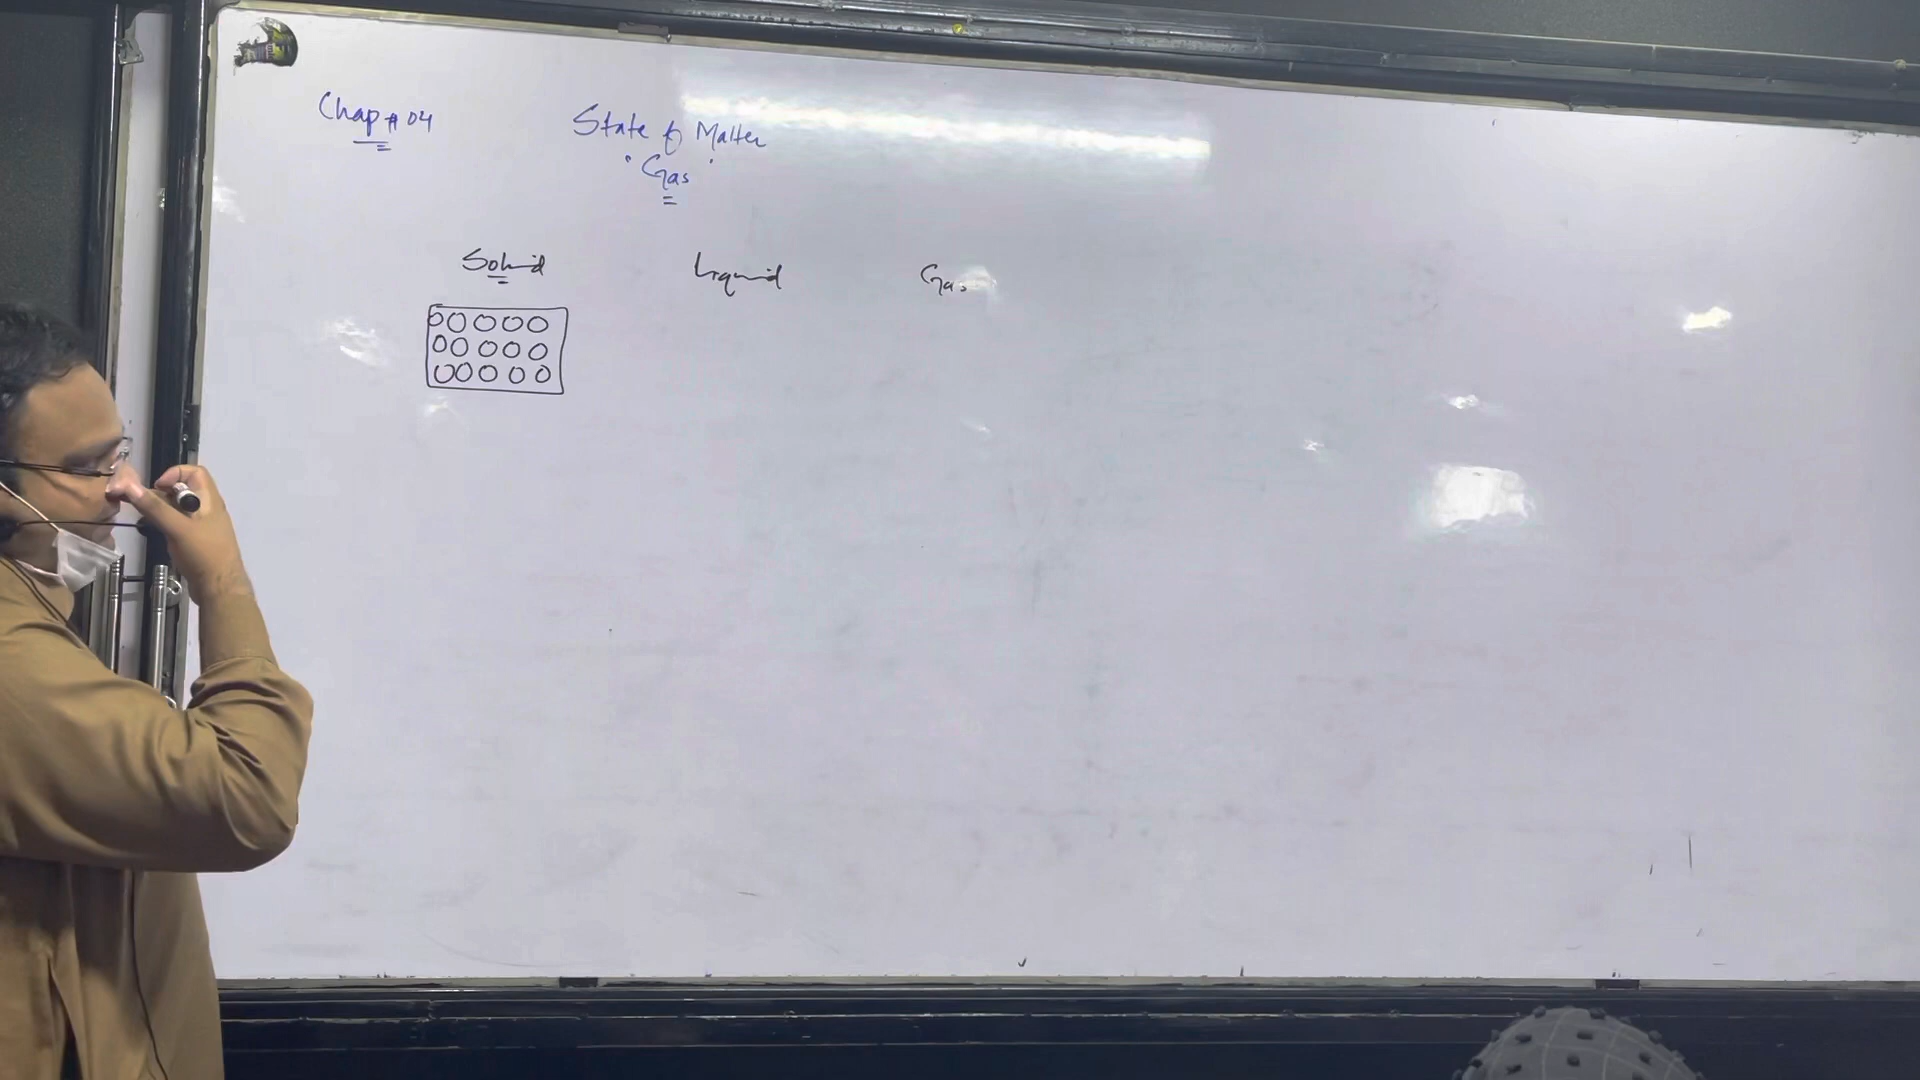 Chap # 04
State of Matter
"Gas"
Solid Liquid Gas